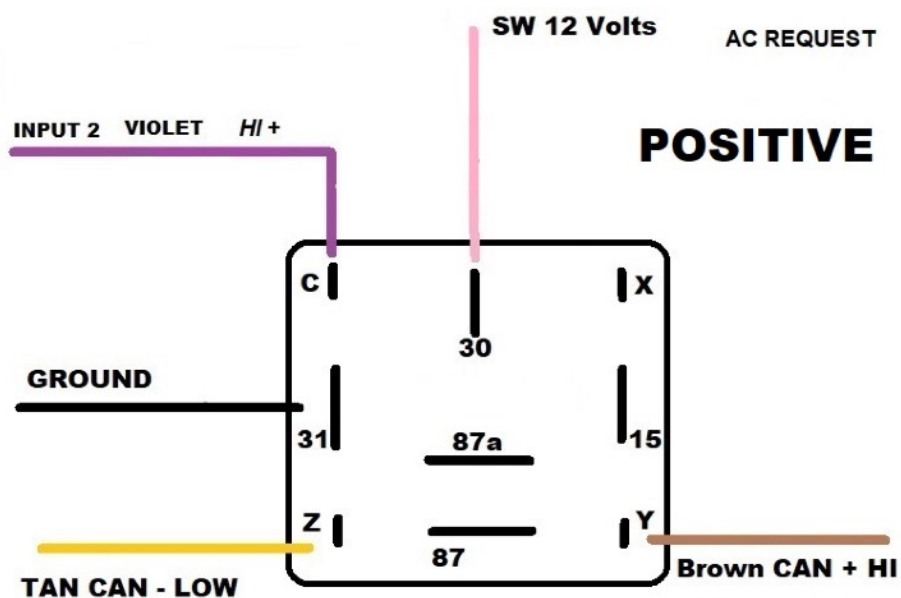 SW 12 Volts
AC REQUEST
INPUT 2 VIOLET HI +
POSITIVE
C
X
30
GROUND
31
15
87a
Z
Y
87
Brown CAN + HI
TAN CAN - LOW